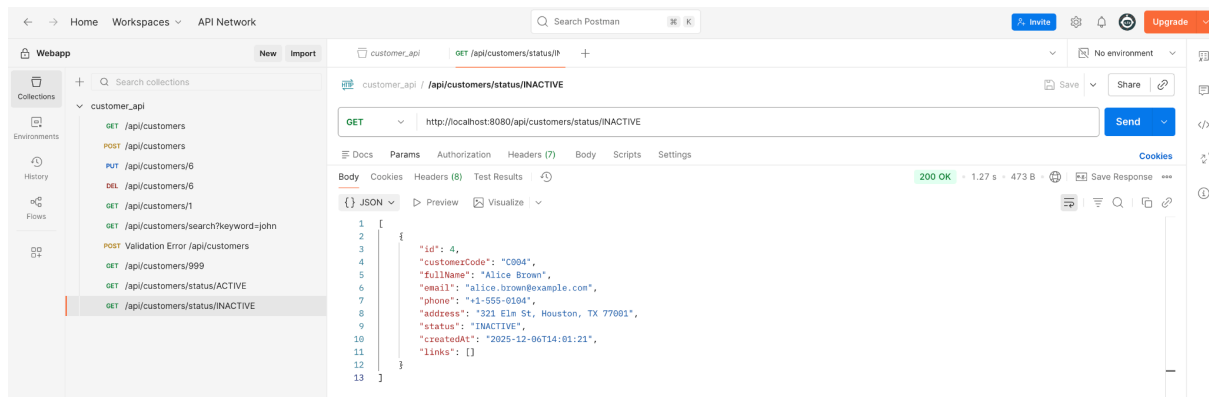 ← → Home Workspaces API Network Search Postman ⌘ K Invite Upgrade
Webapp New Import
customer_api GET /api/customers/status/IN +
No environment
Collections
Environments
History
Flows
+ Search collections
customer_api
GET /api/customers
POST /api/customers
PUT /api/customers/6
DEL /api/customers/6
GET /api/customers/1
GET /api/customers/search?keyword=john
POST Validation Error /api/customers
GET /api/customers/999
GET /api/customers/status/ACTIVE
GET /api/customers/status/INACTIVE
HTTP customer_api / /api/customers/status/INACTIVE Save Share
GET http://localhost:8080/api/customers/status/INACTIVE Send
Docs Params Authorization Headers (7) Body Scripts Settings Cookies
Body Cookies Headers (8) Test Results 200 OK • 1.27 s • 473 B • Save Response
{} JSON Preview Visualize
1 [
2 {
3 "id": 4,
4 "customerCode": "C004",
5 "fullName": "Alice Brown",
6 "email": "alice.brown@example.com",
7 "phone": "+1-555-0104",
8 "address": "321 Elm St, Houston, TX 77001",
9 "status": "INACTIVE",
10 "createdAt": "2025-12-06T14:01:21",
11 "links": []
12 }
13 ]